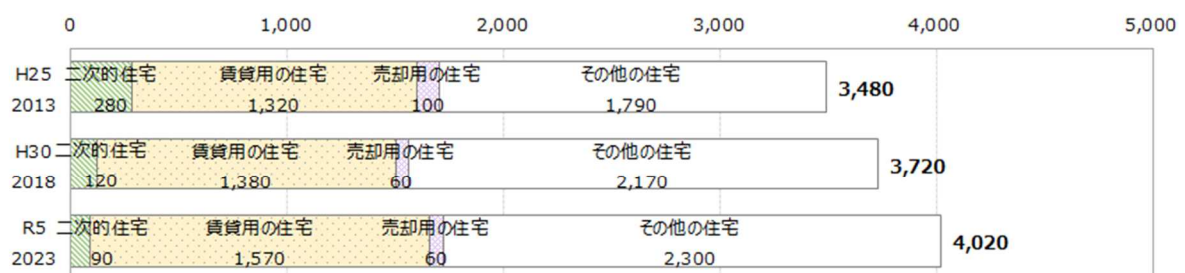 0 1,000 2,000 3,000 4,000 5,000
H25 二次的住宅 賃貸用の住宅 売却用の住宅 その他の住宅
2013 280 1,320 100 1,790 3,480
H30 二次的住宅 賃貸用の住宅 売却用の住宅 その他の住宅
2018 120 1,380 60 2,170 3,720
R5 二次的住宅 賃貸用の住宅 売却用の住宅 その他の住宅
2023 90 1,570 60 2,300 4,020